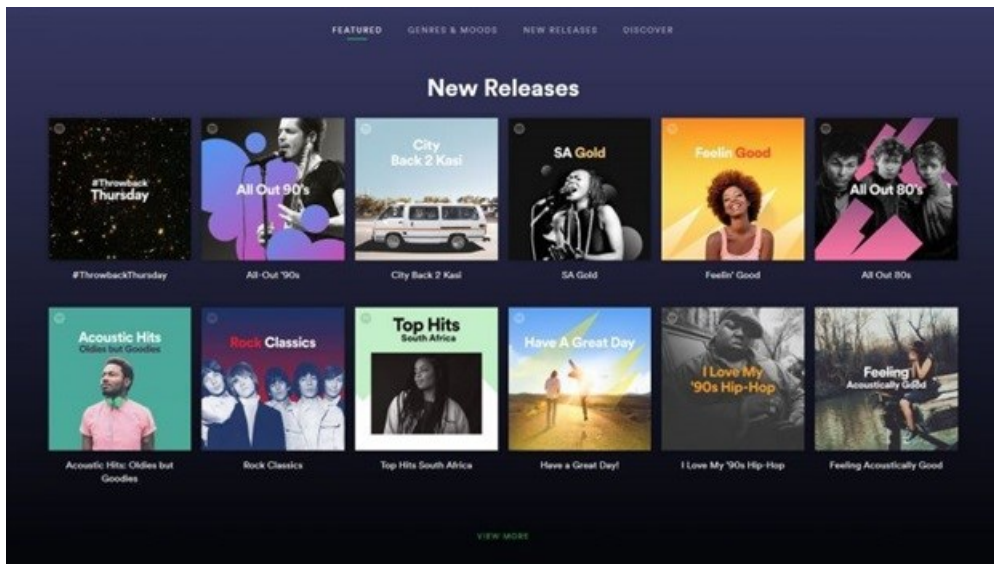 FEATURED
GENRES & MOODS
NEW RELEASES
DISCOVER
New Releases
#Throwback
Thursday
All Out 90's
City
Back 2 Kasi
SA Gold
Feelin Good
All Out 80's
#ThrowbackThursday
All-Out '90s
City Back 2 Kasi
SA Gold
Feelin' Good
All Out 80s
Acoustic Hits
Oldies but Goodies
Rock Classics
Top Hits
South Africa
Have A Great Day
I Love My
'90s Hip-Hop
Feeling
Acoustically Good
Acoustic Hits: Oldies but
Goodies
Rock Classics
Top Hits South Africa
Have a Great Day!
I Love My '90s Hip-Hop
Feeling Acoustically Good
VIEW MORE